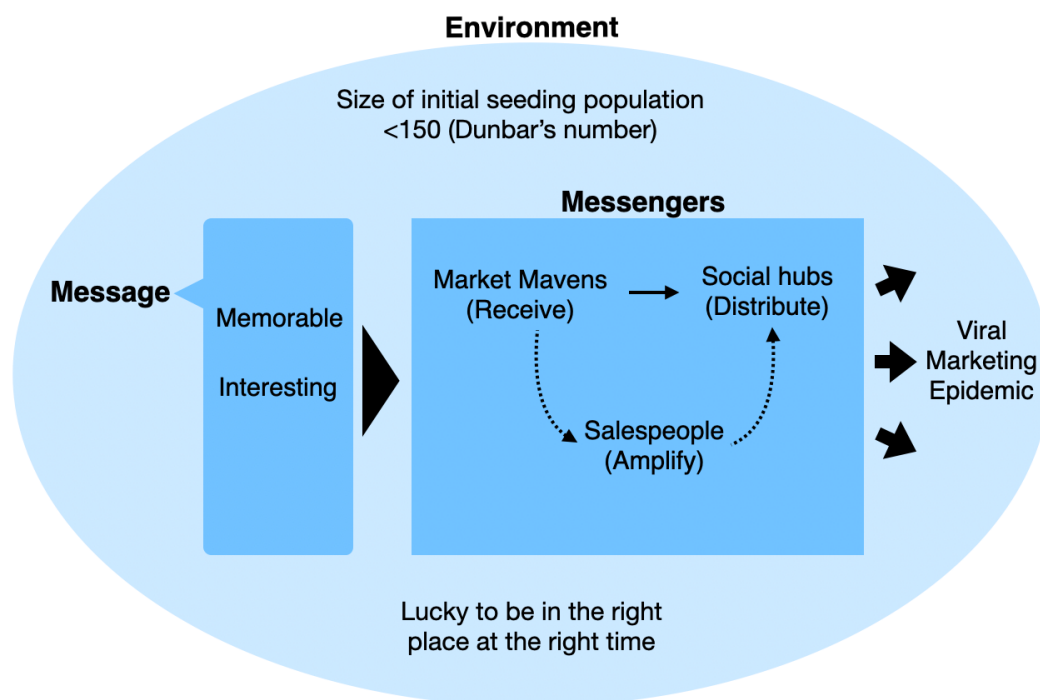 Environment
Size of initial seeding population
<150 (Dunbar's number)
Message
Memorable
Interesting
Messengers
Market Mavens
(Receive)
Social hubs
(Distribute)
Salespeople
(Amplify)
Viral
Marketing
Epidemic
Lucky to be in the right
place at the right time